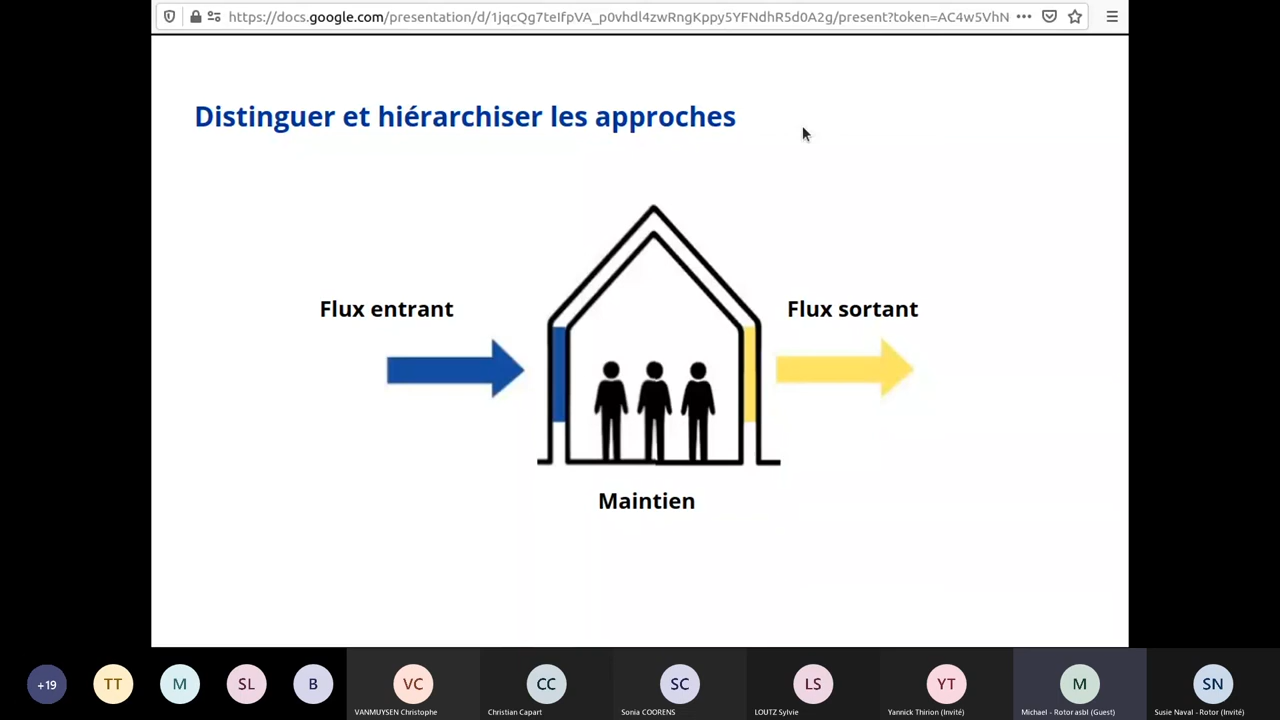 https://docs.google.com/presentation/d/1jqcQg7teIfpVA_p0vhdl4zwRngKppy5YFNdhR5d0A2g/present?token=AC4w5VhN
Distinguer et hiérarchiser les approches
Flux entrant
Flux sortant
Maintien
+19
TT
M
SL
B
VC
CC
SC
LS
YT
M
SN
VANMUYSEN Christophe
Christian Capart
Sonia COORENS
LOUTZ Sylvie
Yannick Thirion (Invité)
Michael - Rotor asbl (Guest)
Susie Naval - Rotor (Invité)